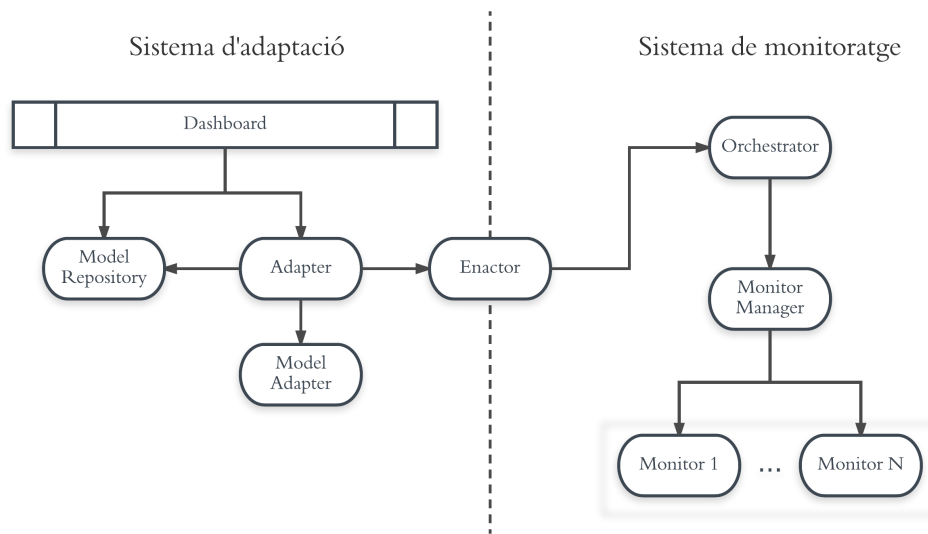 Sistema d'adaptació
Sistema de monitoratge
Dashboard
Orchestrator
Model
Repository
Adapter
Enactor
Monitor
Manager
Model
Adapter
Monitor 1
...
Monitor N